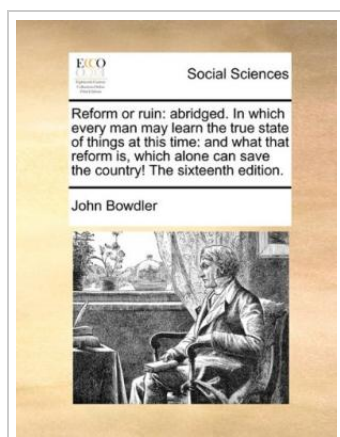 ECCO
Social Sciences
Reform or ruin: abridged. In which
every man may learn the true state
of things at this time: and what that
reform is, which alone can save
the country! The sixteenth edition.
John Bowdler